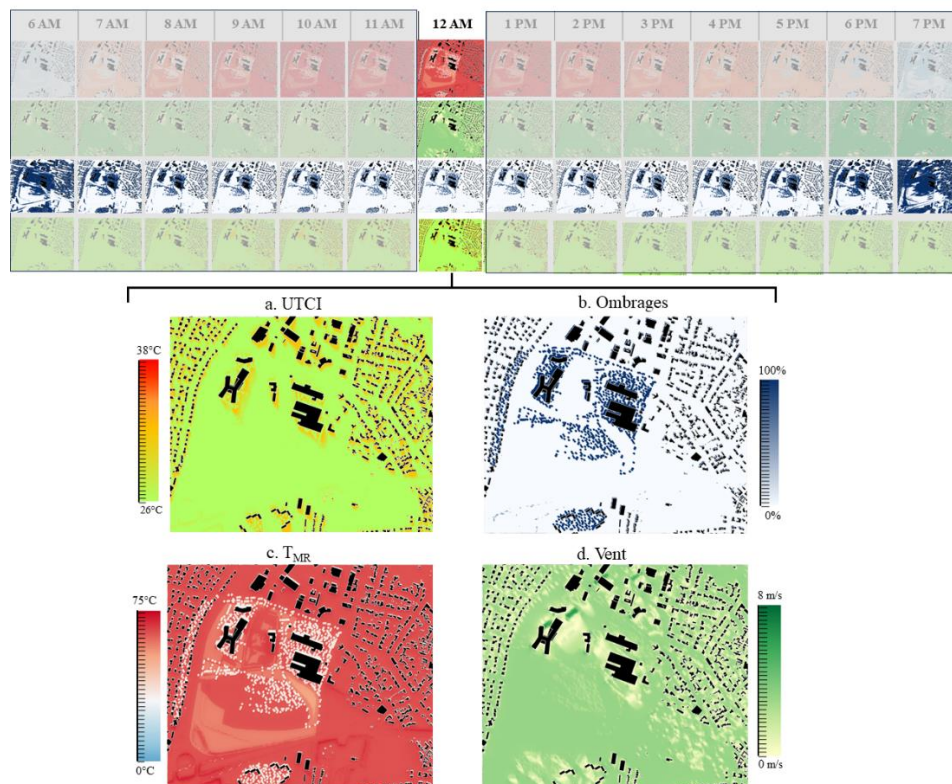 6 AM 7 AM 8 AM 9 AM 10 AM 11 AM 12 AM 1 PM 2 PM 3 PM 4 PM 5 PM 6 PM 7 PM
a. UTCI
b. Ombrages
38°C
26°C
100%
0%
c. TMR
d. Vent
75°C
0°C
8 m/s
0 m/s